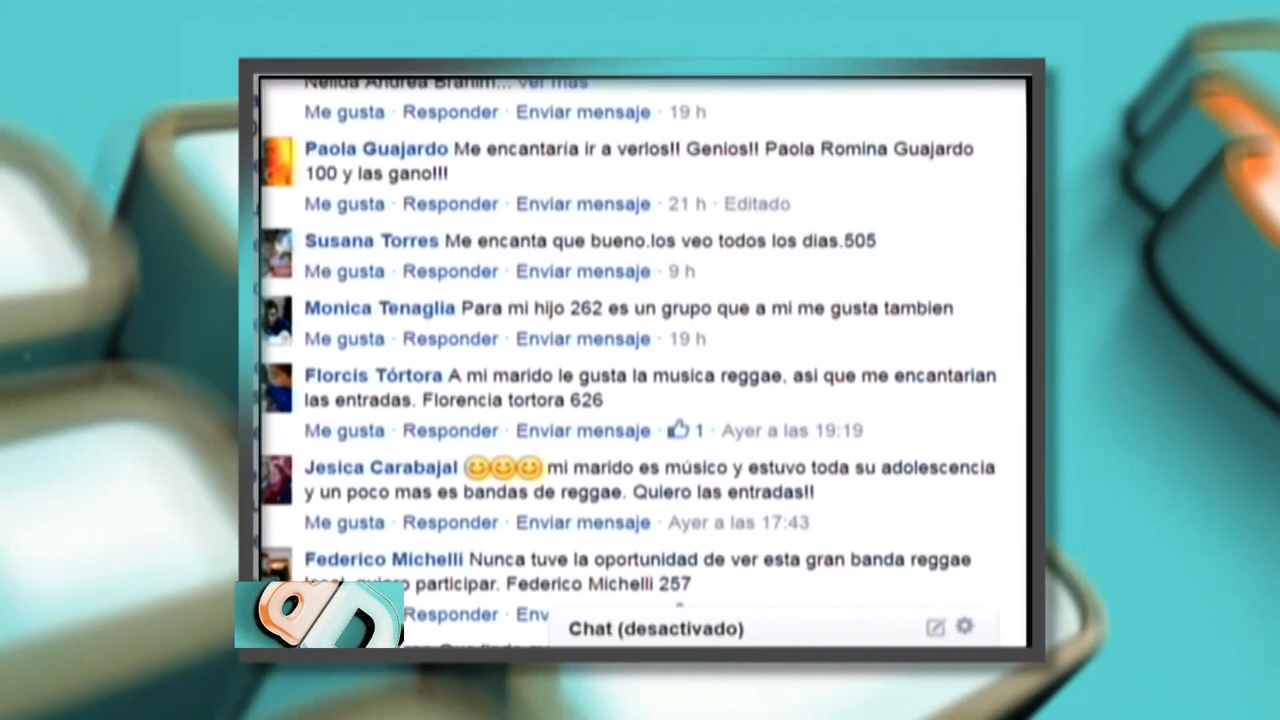 Nelida Andrea Brahim... Ver más
Me gusta · Responder · Enviar mensaje · 19 h
Paola Guajardo Me encantaría ir a verlos!! Genios!! Paola Romina Guajardo
100 y las gano!!!
Me gusta · Responder · Enviar mensaje · 21 h · Editado
Susana Torres Me encanta que bueno.los veo todos los dias.505
Me gusta · Responder · Enviar mensaje · 9 h
Monica Tenaglia Para mi hijo 262 es un grupo que a mi me gusta tambien
Me gusta · Responder · Enviar mensaje · 19 h
Florcis Tórtora A mi marido le gusta la musica reggae, asi que me encantarian
las entradas. Florencia tortora 626
Me gusta · Responder · Enviar mensaje · 1 · Ayer a las 19:19
Jesica Carabajal 😊😊😊 mi marido es músico y estuvo toda su adolescencia
y un poco mas es bandas de reggae. Quiero las entradas!!
Me gusta · Responder · Enviar mensaje · Ayer a las 17:43
Federico Michelli Nunca tuve la oportunidad de ver esta gran banda reggae
participar. Federico Michelli 257
Responder · Env
Chat (desactivado)